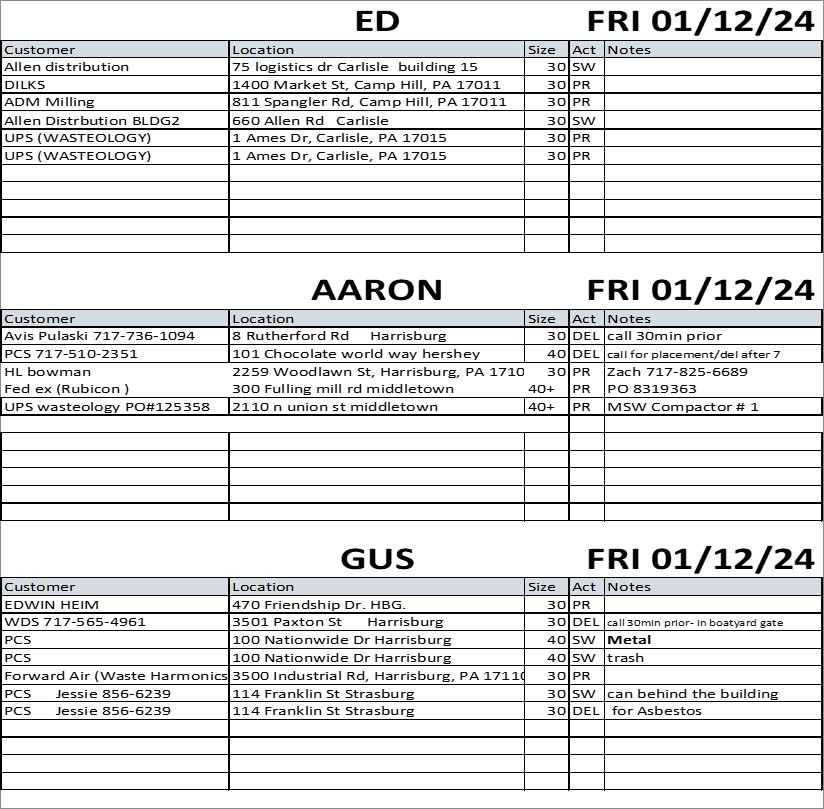 ED FRI 01/12/24
Customer Location Size Act Notes
Allen distribution 75 logistics dr Carlisle building 15 30 SW
DILKS 1400 Market St, Camp Hill, PA 17011 30 PR
ADM Milling 811 Spangler Rd, Camp Hill, PA 17011 30 PR
Allen Distrbution BLDG2 660 Allen Rd Carlisle 30 SW
UPS (WASTEOLOGY) 1 Ames Dr, Carlisle, PA 17015 30 PR
UPS (WASTEOLOGY) 1 Ames Dr, Carlisle, PA 17015 30 PR
AARON FRI 01/12/24
Customer Location Size Act Notes
Avis Pulaski 717-736-1094 8 Rutherford Rd Harrisburg 30 DEL call 30min prior
PCS 717-510-2351 101 Chocolate world way hershey 40 DEL call for placement/del after 7
HL bowman 2259 Woodlawn St, Harrisburg, PA 1710 30 PR Zach 717-825-6689
Fed ex (Rubicon ) 300 Fulling mill rd middletown 40+ PR PO 8319363
UPS wasteology PO#125358 2110 n union st middletown 40+ PR MSW Compactor # 1
GUS FRI 01/12/24
Customer Location Size Act Notes
EDWIN HEIM 470 Friendship Dr. HBG. 30 PR
WDS 717-565-4961 3501 Paxton St Harrisburg 30 DEL call 30min prior- in boatyard gate
PCS 100 Nationwide Dr Harrisburg 40 SW Metal
PCS 100 Nationwide Dr Harrisburg 40 SW trash
Forward Air (Waste Harmonics 3500 Industrial Rd, Harrisburg, PA 17110 30 PR
PCS Jessie 856-6239 114 Franklin St Strasburg 30 SW can behind the building
PCS Jessie 856-6239 114 Franklin St Strasburg 30 DEL for Asbestos